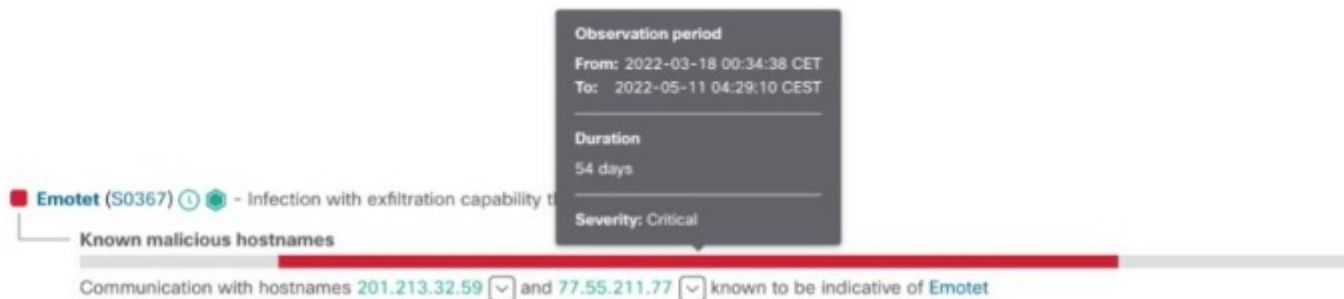 Observation period
From: 2022-03-18 00:34:38 CET
To: 2022-05-11 04:29:10 CEST
Duration
54 days
Severity: Critical
Emotet (S0367) - Infection with exfiltration capability
Known malicious hostnames
Communication with hostnames 201.213.32.59 and 77.55.211.77 known to be indicative of Emotet